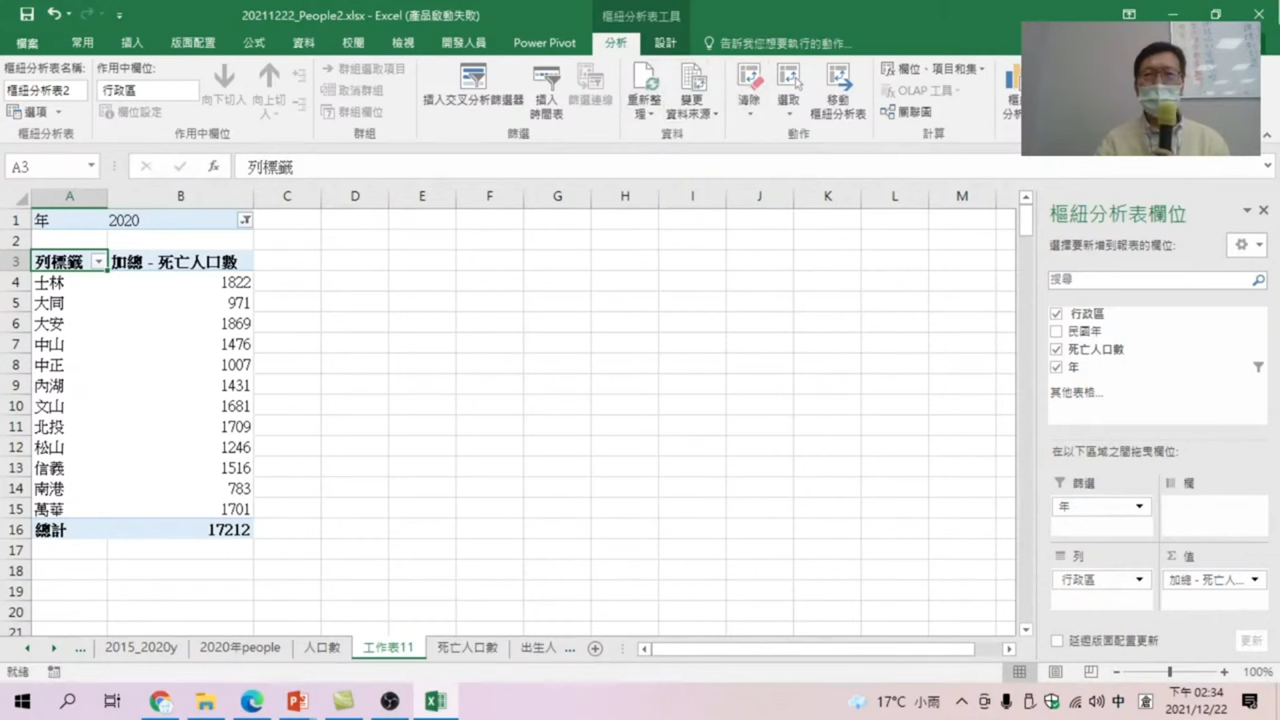 20211222_People2.xlsx - Excel (產品啟動失敗)
樞紐分析表工具
檔案 常用 插入 版面配置 公式 資料 校閱 檢視 開發人員 Power Pivot 分析 設計 告訴我您想要執行的動作...
樞紐分析表名稱: 作用中欄位:
樞紐分析表2 行政區
選項 欄位設定
向下切入 向上切入
群組選取項目
取消群組
群組欄位
插入交叉分析篩選器 插入時間表 篩選連線
重新整理 變更資料來源
清除 選取 移動樞紐分析表
欄位、項目和集
OLAP 工具
關聯圖
樞紐分析表 作用中欄位 群組 篩選 資料 動作 計算
A3 fx 列標籤
A B C D E F G H I J K L M
1 年 2020
2
3 列標籤 加總 - 死亡人口數
4 士林 1822
5 大同 971
6 大安 1869
7 中山 1476
8 中正 1007
9 內湖 1431
10 文山 1681
11 北投 1709
12 松山 1246
13 信義 1516
14 南港 783
15 萬華 1701
16 總計 17212
17
18
19
20
21
樞紐分析表欄位
選擇要新增到報表的欄位:
搜尋
行政區
民國年
死亡人口數
年
其他表格...
在以下區域之間拖曳欄位:
篩選 欄
年
列 Σ 值
行政區 加總 - 死亡人...
延遲版面配置更新 更新
... 2015_2020y 2020年people 人口數 工作表11 死亡人口數 出生人 ...
就緒 100%
17°C 小雨 中 下午 02:34
2021/12/22